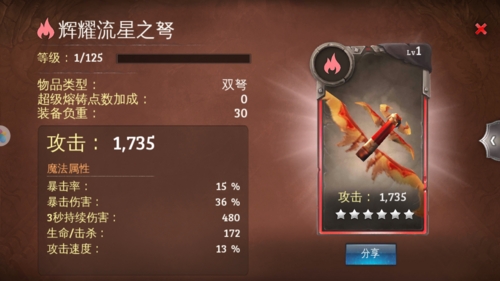 辉耀流星之弩
等级：1/125
物品类型：双弩
超级熔铸点数加成：0
装备负重：30
攻击：1,735
魔法属性
暴击率：15 %
暴击伤害：36 %
3秒持续伤害：480
生命/击杀：172
攻击速度：13 %
Lv 1
攻击：1,735
分享